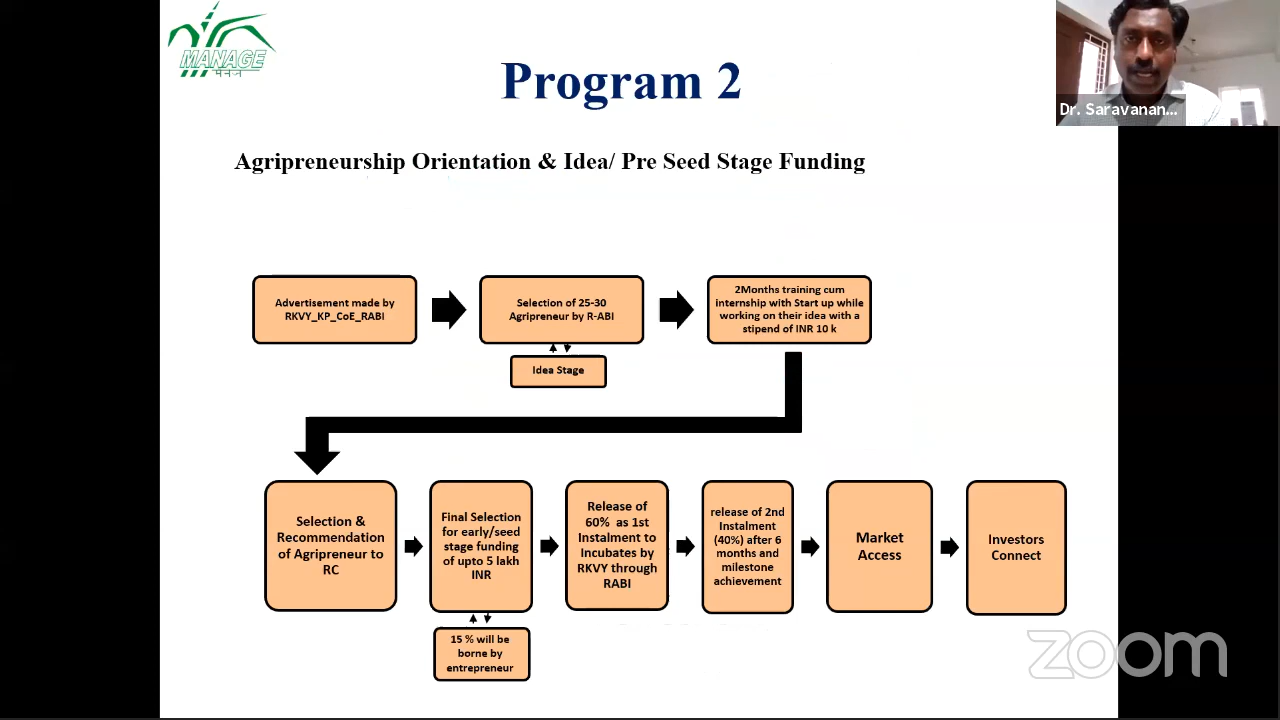 MANAGE
मैनेज
Program 2
Dr. Saravanan...
Agripreneurship Orientation & Idea/ Pre Seed Stage Funding
Advertisement made by
RKVY_KP_CoE_RABI
Selection of 25-30
Agripreneur by R-ABI
Idea Stage
2Months training cum
internship with Start up while
working on their idea with a
stipend of INR 10 k
Selection &
Recommendation
of Agripreneur to
RC
Final Selection
for early/seed
stage funding
of upto 5 lakh
INR
15 % will be
borne by
entrepreneur
Release of
60% as 1st
Instalment to
Incubates by
RKVY through
RABI
release of 2nd
Instalment
(40%) after 6
months and
milestone
achievement
Market
Access
Investors
Connect
zoom